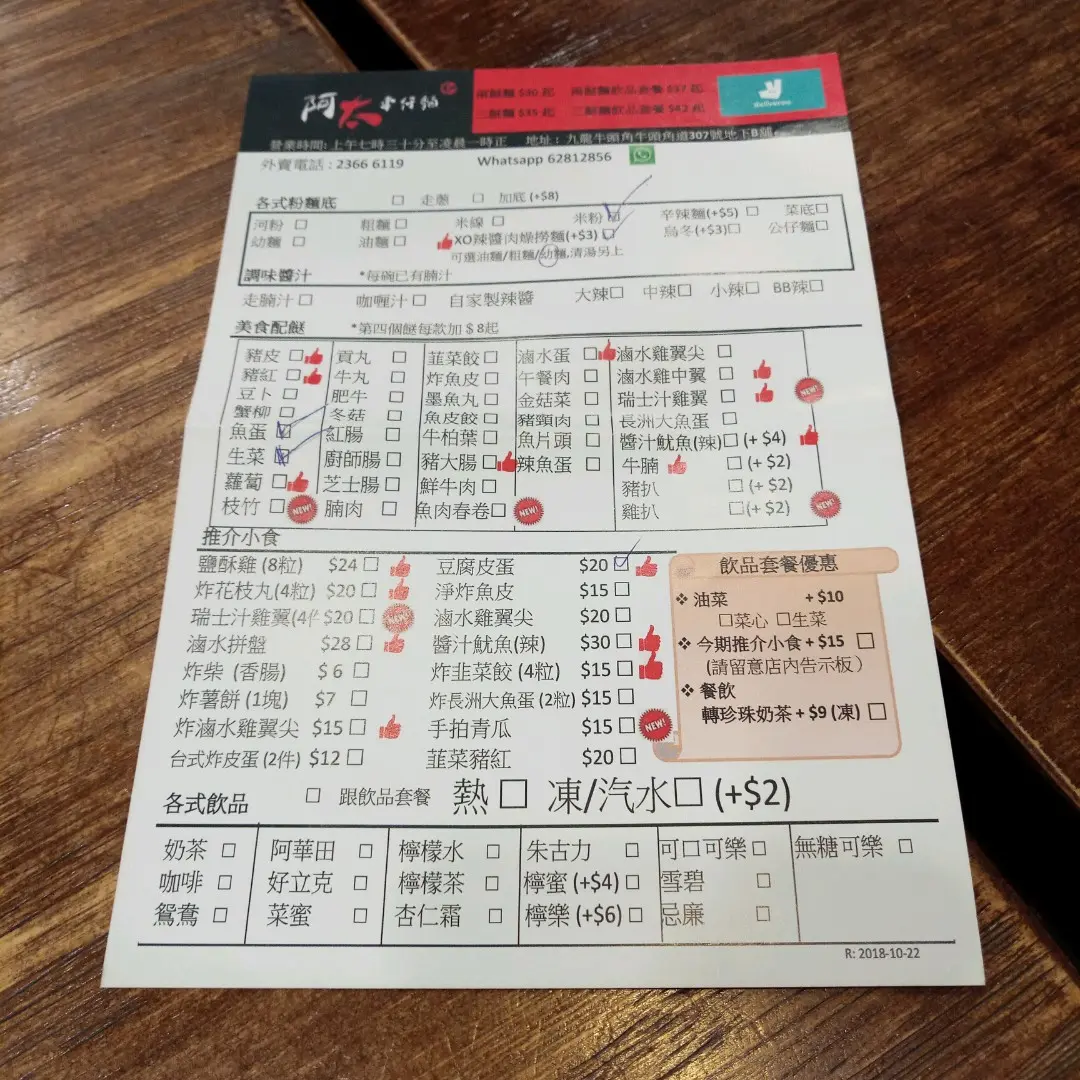 阿太車仔麵
兩餸麵 $30 起 兩餸麵飲品套餐 $37 起
三餸麵 $35 起 三餸麵飲品套餐 $42 起
deliveroo
營業時間: 上午七時三十分至凌晨一時正 地址: 九龍牛頭角牛頭角道307號地下B舖
外賣電話 : 2366 6119 Whatsapp 62812856
各式粉麵底 □ 走蔥 □ 加底 (+$8)
河粉 □ 粗麵 □ 米線 □ 米粉 ☑ 辛辣麵(+$5) □ 菜底 □
幼麵 □ 油麵 □ XO辣醬肉燥撈麵(+$3) □ 烏冬(+$3) □ 公仔麵 □
可選油麵/粗麵/幼麵,清湯另上
調味醬汁 *每碗已有腩汁
走腩汁 □ 咖喱汁 □ 自家製辣醬 大辣 □ 中辣 □ 小辣 □ BB辣 □
美食配餸 *第四個餸每款加 $ 8起
豬皮 □ 貢丸 □ 韮菜餃 □ 滷水蛋 □ 滷水雞翼尖 □
豬紅 □ 牛丸 □ 炸魚皮 □ 午餐肉 □ 滷水雞中翼 □
豆卜 □ 肥牛 □ 墨魚丸 □ 金菇菜 □ 瑞士汁雞翼 □ NEW!
蟹柳 □ 冬菇 □ 魚皮餃 □ 豬頸肉 □ 長洲大魚蛋 □
魚蛋 ☑ 紅腸 □ 牛柏葉 □ 魚片頭 □ 醬汁魷魚(辣) □ (+ $4)
生菜 ☑ 廚師腸 □ 豬大腸 □ 辣魚蛋 □ 牛腩 □ (+ $2)
蘿蔔 □ 芝士腸 □ 鮮牛肉 □ 豬扒 □ (+ $2)
枝竹 □ NEW! 腩肉 □ 魚肉春卷 □ NEW! 雞扒 □ (+ $2) NEW!
推介小食
鹽酥雞 (8粒) $24 □ 豆腐皮蛋 $20 ☑
炸花枝丸(4粒) $20 □ 淨炸魚皮 $15 □
瑞士汁雞翼(4件 $20 □ NEW! 滷水雞翼尖 $20 □
滷水拼盤 $28 □ 醬汁魷魚(辣) $30 □
炸柴 (香腸) $ 6 □ 炸韭菜餃 (4粒) $15 □
炸薯餅 (1塊) $7 □ 炸長洲大魚蛋 (2粒) $15 □
炸滷水雞翼尖 $15 □ 手拍青瓜 $15 □ NEW!
台式炸皮蛋 (2件) $12 □ 韮菜豬紅 $20 □
飲品套餐優惠
❖ 油菜 + $10
□菜心 □生菜
❖ 今期推介小食 + $15 □
(請留意店內告示板)
❖ 餐飲
轉珍珠奶茶 + $9 (凍) □
各式飲品 □ 跟飲品套餐 熱 □ 凍/汽水 □ (+$2)
奶茶 □ 阿華田 □ 檸檬水 □ 朱古力 □ 可口可樂 □ 無糖可樂 □
咖啡 □ 好立克 □ 檸檬茶 □ 檸蜜 (+$4) □ 雪碧 □
鴛鴦 □ 菜蜜 □ 杏仁霜 □ 檸樂 (+$6) □ 忌廉 □
R: 2018-10-22